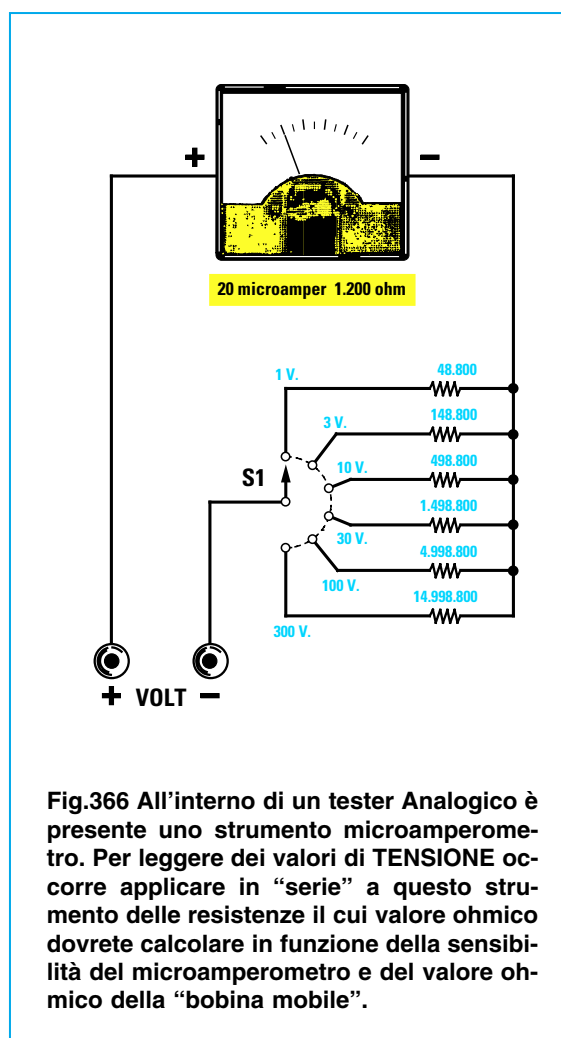 + −
20 microamper 1.200 ohm
1 V. 48.800
3 V. 148.800
S1 10 V. 498.800
30 V. 1.498.800
100 V. 4.998.800
300 V. 14.998.800
+ VOLT −
Fig.366 All’interno di un tester Analogico è
presente uno strumento microamperome-
tro. Per leggere dei valori di TENSIONE oc-
corre applicare in “serie” a questo stru-
mento delle resistenze il cui valore ohmico
dovrete calcolare in funzione della sensibi-
lità del microamperometro e del valore oh-
mico della “bobina mobile”.